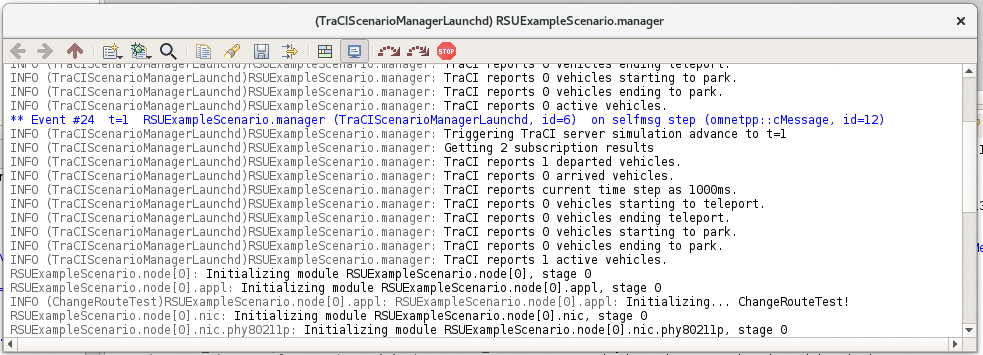 (TraCIScenarioManagerLaunchd) RSUExampleScenario.manager
STOP
INFO (TraCIScenarioManagerLaunchd)RSUExampleScenario.manager: TraCI reports 0 vehicles ending teleport.
INFO (TraCIScenarioManagerLaunchd)RSUExampleScenario.manager: TraCI reports 0 vehicles starting to park.
INFO (TraCIScenarioManagerLaunchd)RSUExampleScenario.manager: TraCI reports 0 vehicles ending to park.
INFO (TraCIScenarioManagerLaunchd)RSUExampleScenario.manager: TraCI reports 0 active vehicles.
** Event #24 t=1 RSUExampleScenario.manager (TraCIScenarioManagerLaunchd, id=6) on selfmsg step (omnetpp::cMessage, id=12)
INFO (TraCIScenarioManagerLaunchd)RSUExampleScenario.manager: Triggering TraCI server simulation advance to t=1
INFO (TraCIScenarioManagerLaunchd)RSUExampleScenario.manager: Getting 2 subscription results
INFO (TraCIScenarioManagerLaunchd)RSUExampleScenario.manager: TraCI reports 1 departed vehicles.
INFO (TraCIScenarioManagerLaunchd)RSUExampleScenario.manager: TraCI reports 0 arrived vehicles.
INFO (TraCIScenarioManagerLaunchd)RSUExampleScenario.manager: TraCI reports current time step as 1000ms.
INFO (TraCIScenarioManagerLaunchd)RSUExampleScenario.manager: TraCI reports 0 vehicles starting to teleport.
INFO (TraCIScenarioManagerLaunchd)RSUExampleScenario.manager: TraCI reports 0 vehicles ending teleport.
INFO (TraCIScenarioManagerLaunchd)RSUExampleScenario.manager: TraCI reports 0 vehicles starting to park.
INFO (TraCIScenarioManagerLaunchd)RSUExampleScenario.manager: TraCI reports 0 vehicles ending to park.
INFO (TraCIScenarioManagerLaunchd)RSUExampleScenario.manager: TraCI reports 1 active vehicles.
RSUExampleScenario.node[0]: Initializing module RSUExampleScenario.node[0], stage 0
RSUExampleScenario.node[0].appl: Initializing module RSUExampleScenario.node[0].appl, stage 0
INFO (ChangeRouteTest)RSUExampleScenario.node[0].appl: RSUExampleScenario.node[0].appl: Initializing... ChangeRouteTest!
RSUExampleScenario.node[0].nic: Initializing module RSUExampleScenario.node[0].nic, stage 0
RSUExampleScenario.node[0].nic.phy80211p: Initializing module RSUExampleScenario.node[0].nic.phy80211p, stage 0